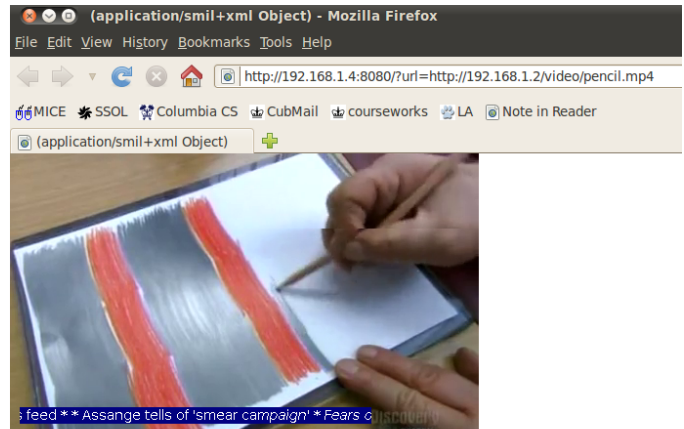 (application/smil+xml Object) - Mozilla Firefox
File Edit View History Bookmarks Tools Help
http://192.168.1.4:8080/?url=http://192.168.1.2/video/pencil.mp4
MICE SSOL Columbia CS CubMail courseworks LA Note in Reader
(application/smil+xml Object)
s feed * * Assange tells of 'smear campaign' * Fears o
DISCOVERY